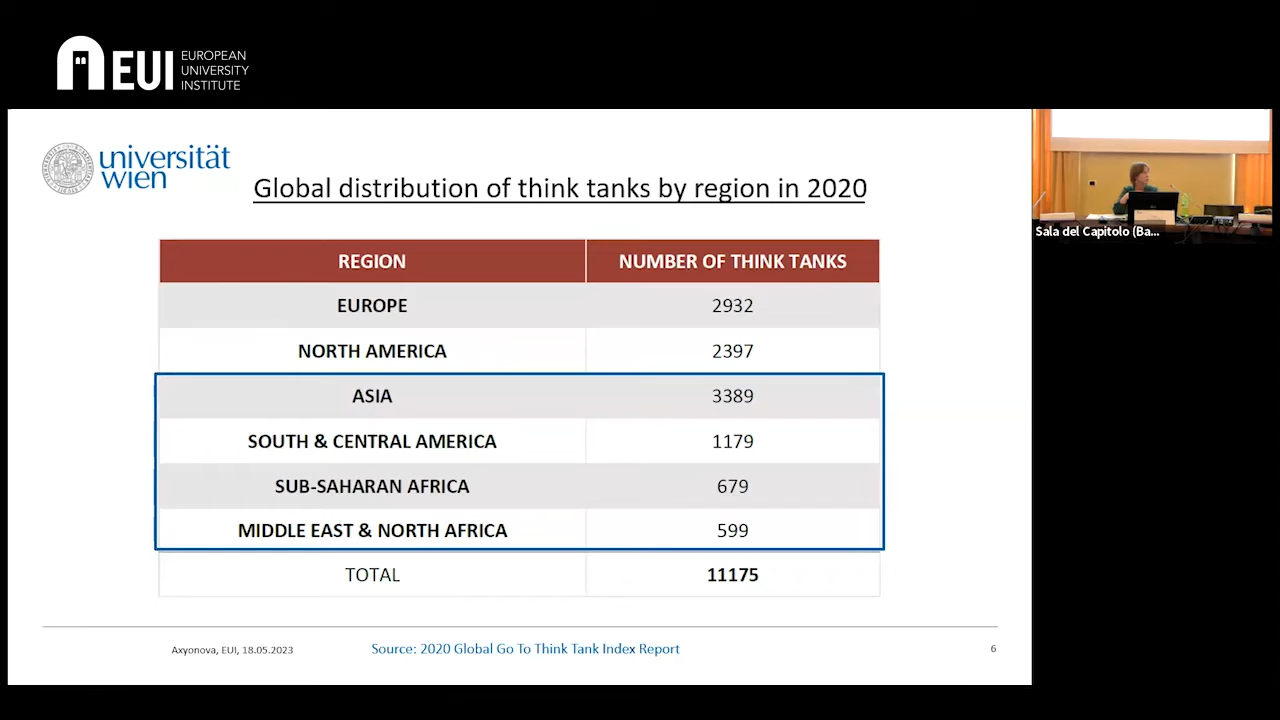 EUI EUROPEAN
UNIVERSITY
INSTITUTE
universität
wien
Global distribution of think tanks by region in 2020
REGION NUMBER OF THINK TANKS
EUROPE 2932
NORTH AMERICA 2397
ASIA 3389
SOUTH & CENTRAL AMERICA 1179
SUB-SAHARAN AFRICA 679
MIDDLE EAST & NORTH AFRICA 599
TOTAL 11175
Axyonova, EUI, 18.05.2023 Source: 2020 Global Go To Think Tank Index Report 6
Sala del Capitolo (Ba...